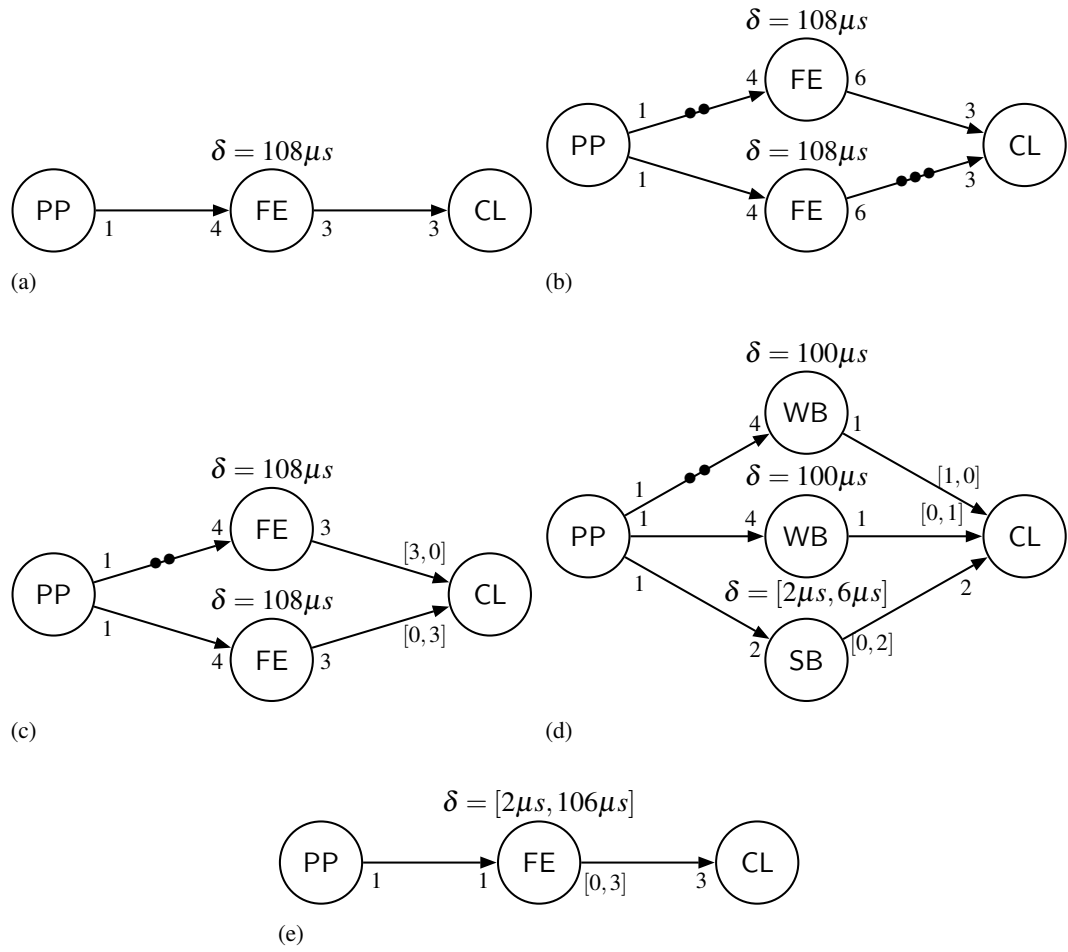 δ = 108μs
PP
1
4
FE
3
3
CL
(a)
δ = 108μs
PP
1
4
FE
6
3
δ = 108μs
1
4
FE
6
3
CL
(b)
δ = 108μs
PP
1
4
FE
3
[3,0]
δ = 108μs
1
4
FE
3
[0,3]
CL
(c)
δ = 100μs
PP
1
4
WB
1
[1,0]
δ = 100μs
1
4
WB
1
[0,1]
δ = [2μs,6μs]
1
2
SB
[0,2]
2
CL
(d)
δ = [2μs,106μs]
PP
1
1
FE
[0,3]
3
CL
(e)